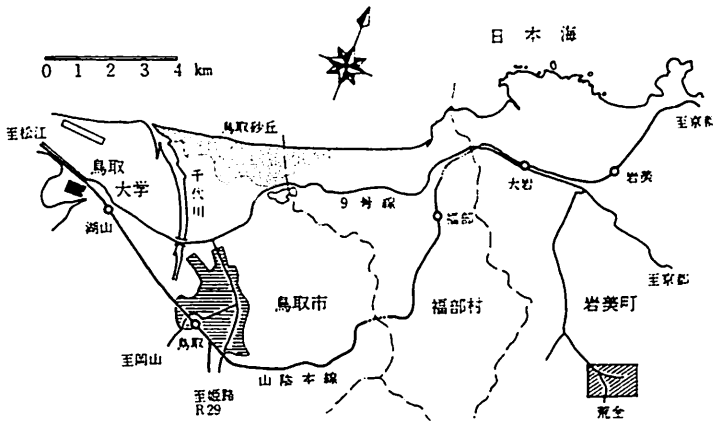 日本海
0 1 2 3 4 km
至松江
鳥取砂丘
至京都
鳥取
大学
千代川
湖山
9号線
大岩
岩美
福部
鳥取市
福部村
岩美町
至京都
鳥取
至岡山
至姫路
R29
山陰本線
荒金